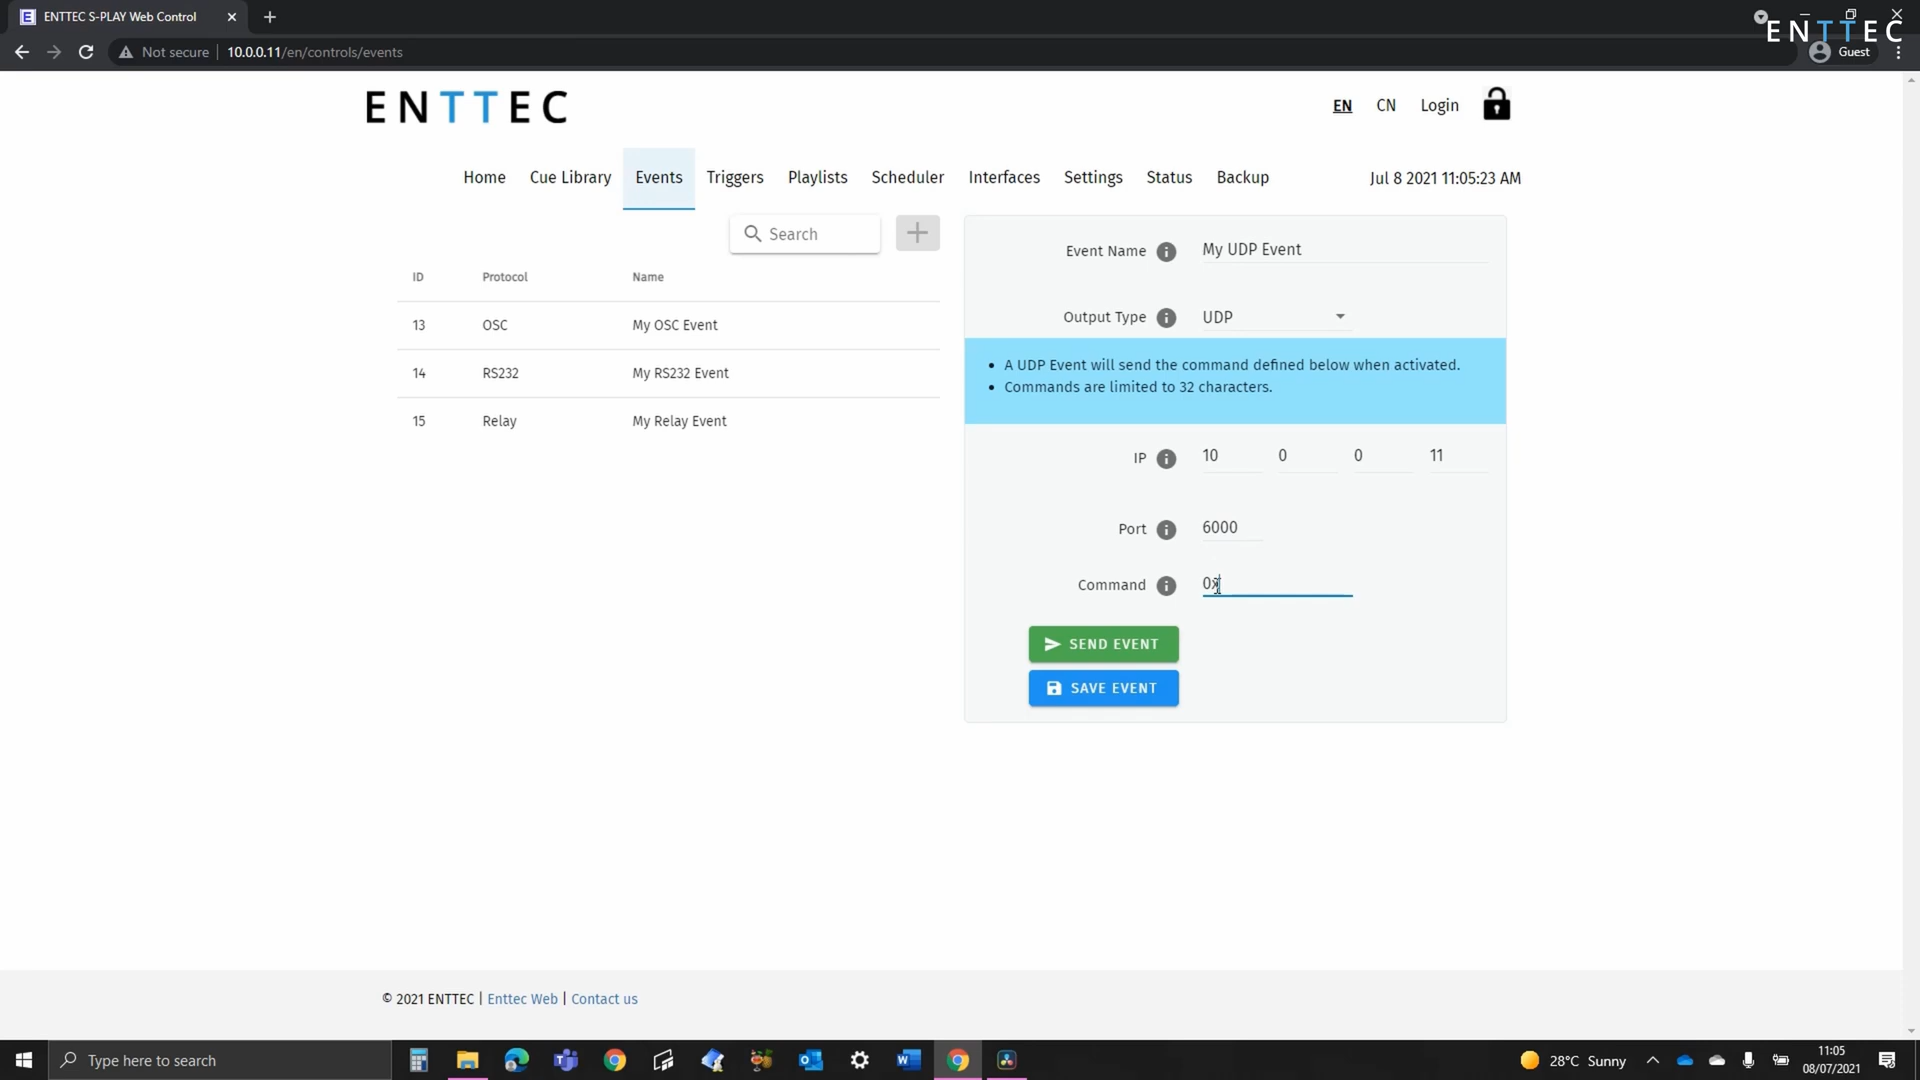 ENTTEC S-PLAY Web Control
ENTTEC
Not secure
10.0.0.11/en/controls/events
Guest
ENTTEC
EN
CN
Login
Home
Cue Library
Events
Triggers
Playlists
Scheduler
Interfaces
Settings
Status
Backup
Jul 8 2021 11:05:23 AM
Search
ID Protocol Name
13 OSC My OSC Event
14 RS232 My RS232 Event
15 Relay My Relay Event
Event Name My UDP Event
Output Type UDP
• A UDP Event will send the command defined below when activated.
• Commands are limited to 32 characters.
IP 10 0 0 11
Port 6000
Command 0x
SEND EVENT
SAVE EVENT
© 2021 ENTTEC | Enttec Web | Contact us
Type here to search
28°C Sunny
11:05
08/07/2021